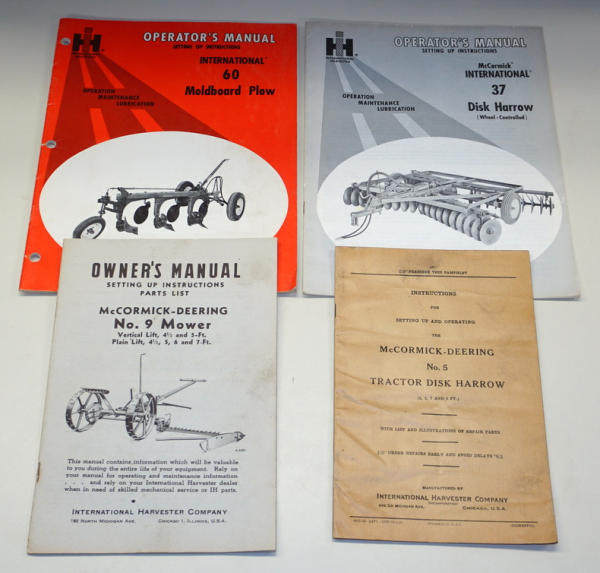 OPERATOR'S MANUAL
SETTING UP INSTRUCTIONS
INTERNATIONAL®
60
Moldboard Plow
OPERATION
MAINTENANCE
LUBRICATION
OPERATOR'S MANUAL
SETTING UP INSTRUCTIONS
McCormick®
INTERNATIONAL®
37
Disk Harrow
(Wheel-Controlled)
OPERATION
MAINTENANCE
LUBRICATION
OWNER'S MANUAL
SETTING UP INSTRUCTIONS
PARTS LIST
McCORMICK-DEERING
No. 9 Mower
Vertical Lift, 4½ and 5-Ft.
Plain Lift, 4½, 5, 6 and 7-Ft.
This manual contains information which will be valuable
to you during the entire life of your equipment. Rely on
your manual for operating and maintenance information
. . . . and rely on your International Harvester dealer
when in need of skilled mechanical service or IH parts.
INTERNATIONAL HARVESTER COMPANY
180 NORTH MICHIGAN AVE. CHICAGO 1, ILLINOIS, U.S.A.
PRESERVE THIS PAMPHLET
INSTRUCTIONS
FOR
SETTING UP AND OPERATING
THE
McCORMICK-DEERING
No. 5
TRACTOR DISK HARROW
WITH LIST AND ILLUSTRATIONS OF REPAIR PARTS
ORDER REPAIRS EARLY AND AVOID DELAYS
MANUFACTURED BY
INTERNATIONAL HARVESTER COMPANY
CHICAGO, U.S.A.